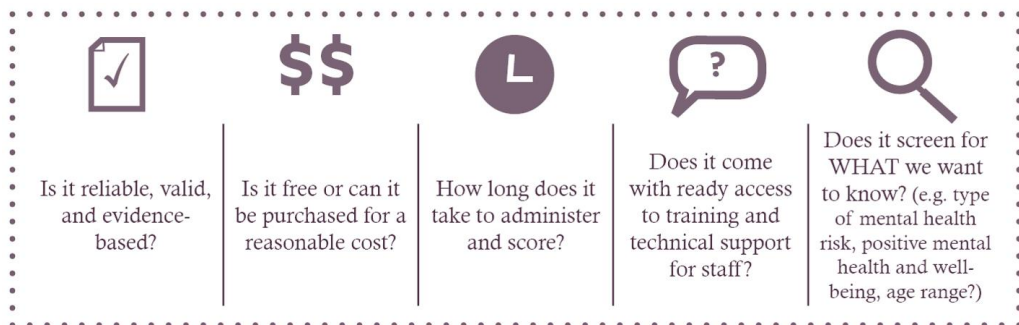 $$
?
Is it reliable, valid,
and evidence-
based?
Is it free or can it
be purchased for a
reasonable cost?
How long does it
take to administer
and score?
Does it come
with ready access
to training and
technical support
for staff?
Does it screen for
WHAT we want
to know? (e.g. type
of mental health
risk, positive mental
health and well-
being, age range?)